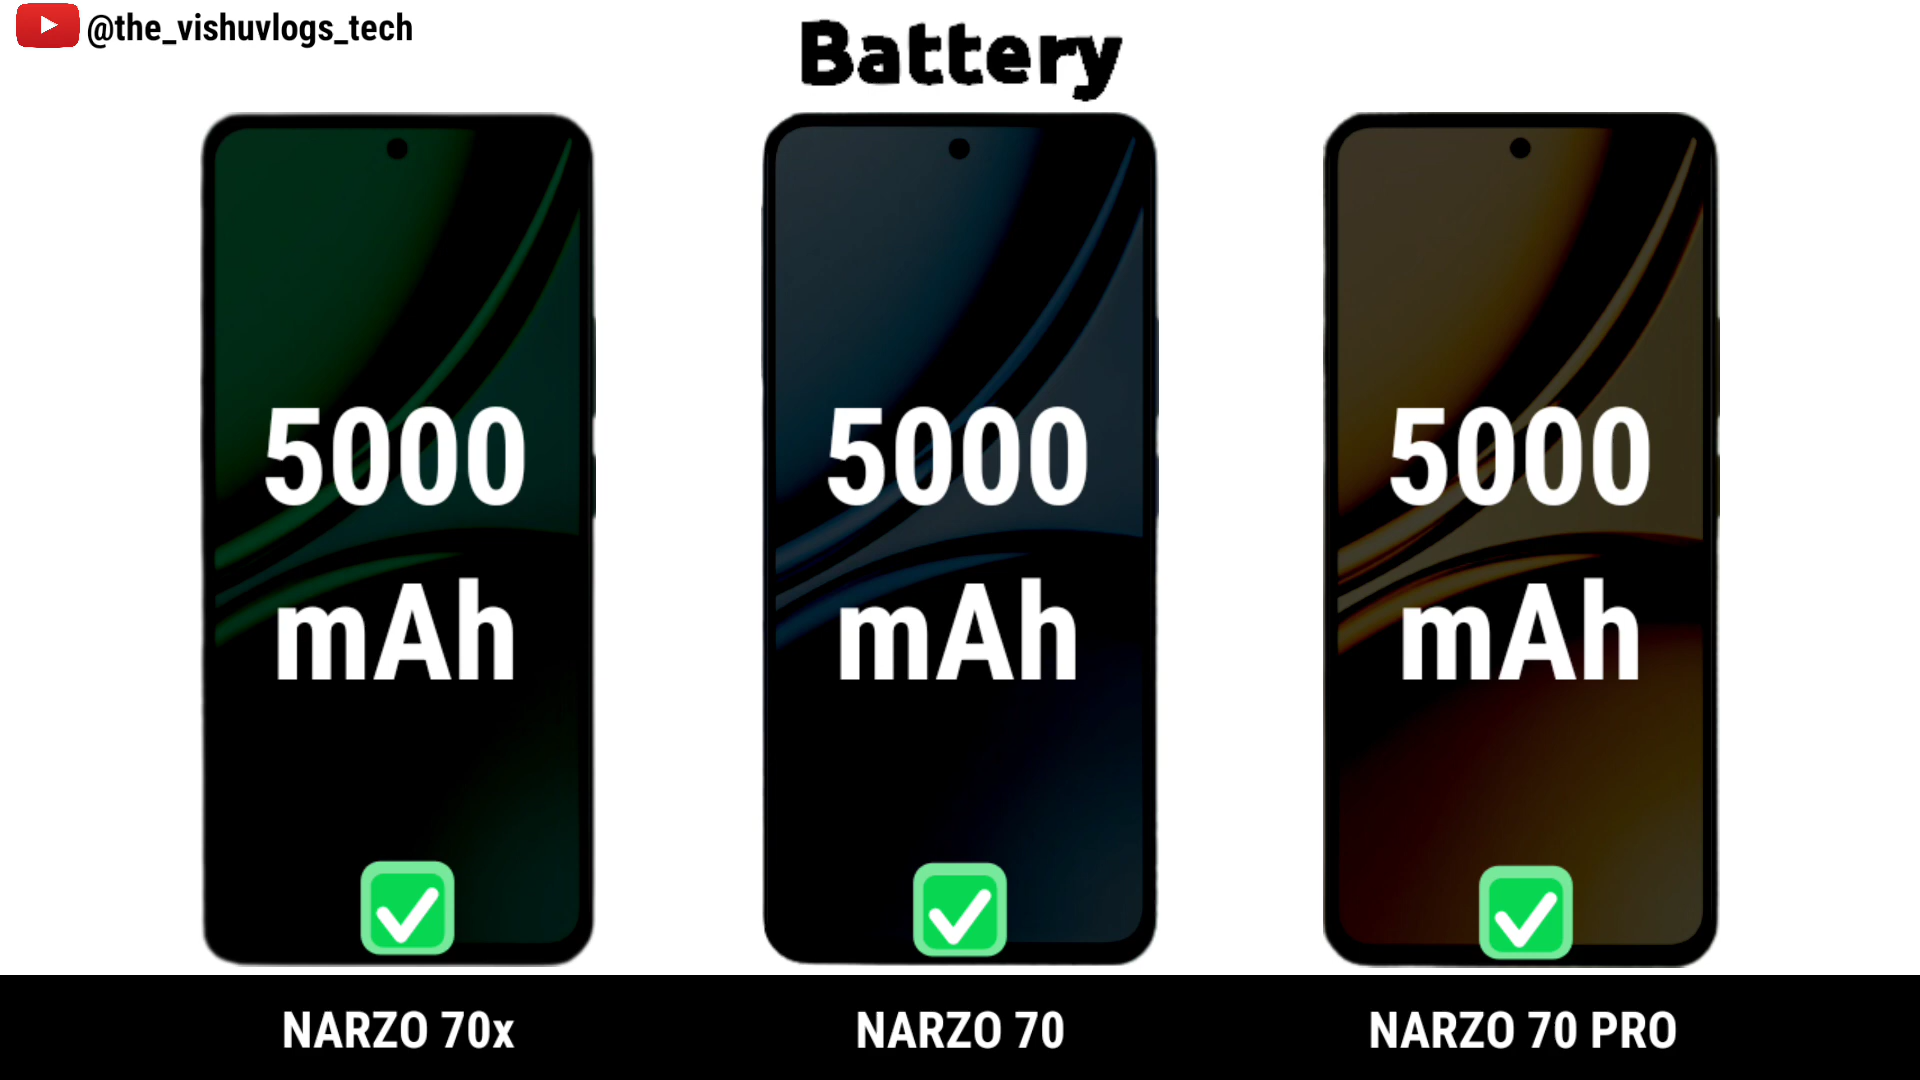 @the_vishuvlogs_tech
Battery
5000
mAh
5000
mAh
5000
mAh
NARZO 70x
NARZO 70
NARZO 70 PRO